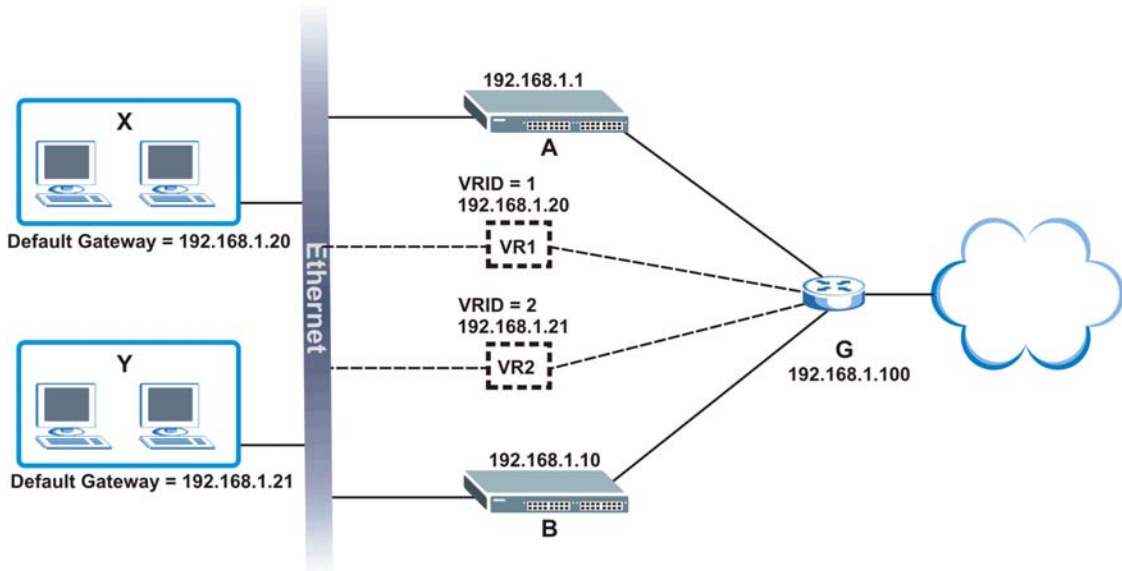 X
Default Gateway = 192.168.1.20
Y
Default Gateway = 192.168.1.21
Ethernet
192.168.1.1
A
VRID = 1
192.168.1.20
VR1
VRID = 2
192.168.1.21
VR2
192.168.1.10
B
G
192.168.1.100